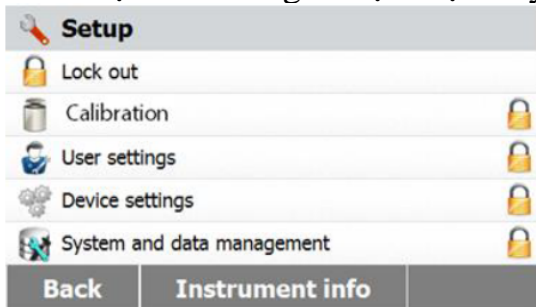 Setup
Lock out
Calibration
User settings
Device settings
System and data management
Back Instrument info